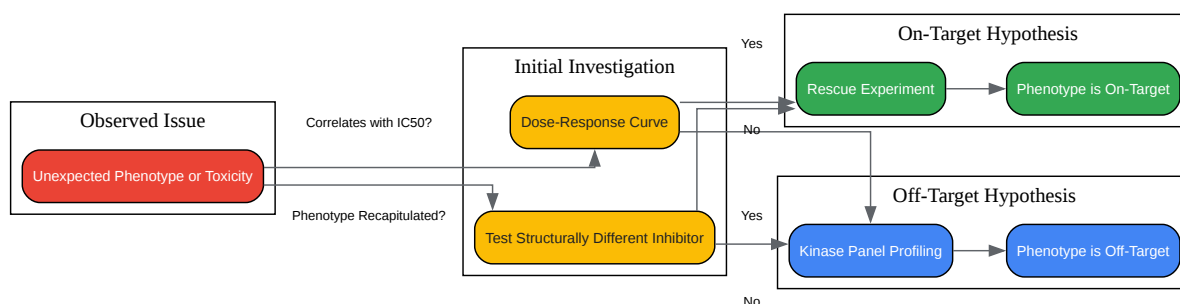 Observed Issue
Unexpected Phenotype or Toxicity
Correlates with IC50?
Phenotype Recapitulated?
Initial Investigation
Dose-Response Curve
Test Structurally Different Inhibitor
Yes
No
Yes
No
On-Target Hypothesis
Rescue Experiment
Phenotype is On-Target
Off-Target Hypothesis
Kinase Panel Profiling
Phenotype is Off-Target